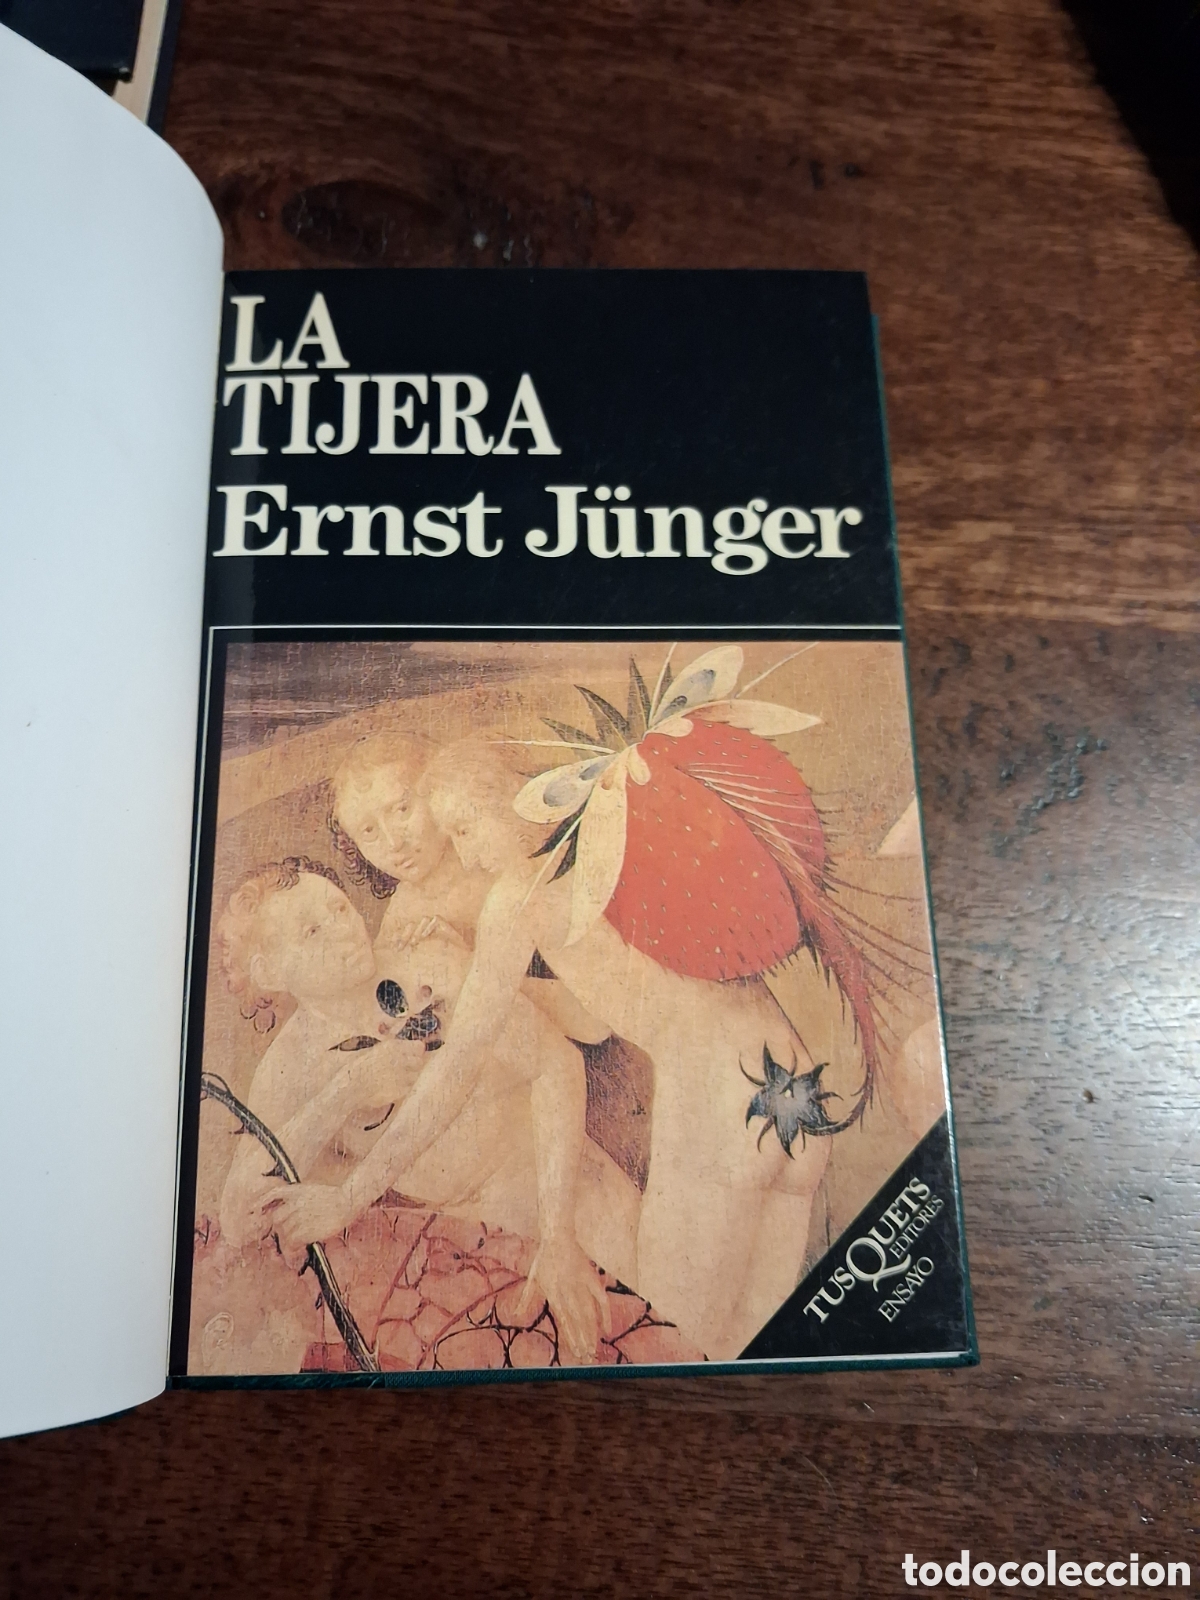 LA
TIJERA
Ernst Jünger
TUSQUETS
EDITORES
ENSAYO
todocoleccion